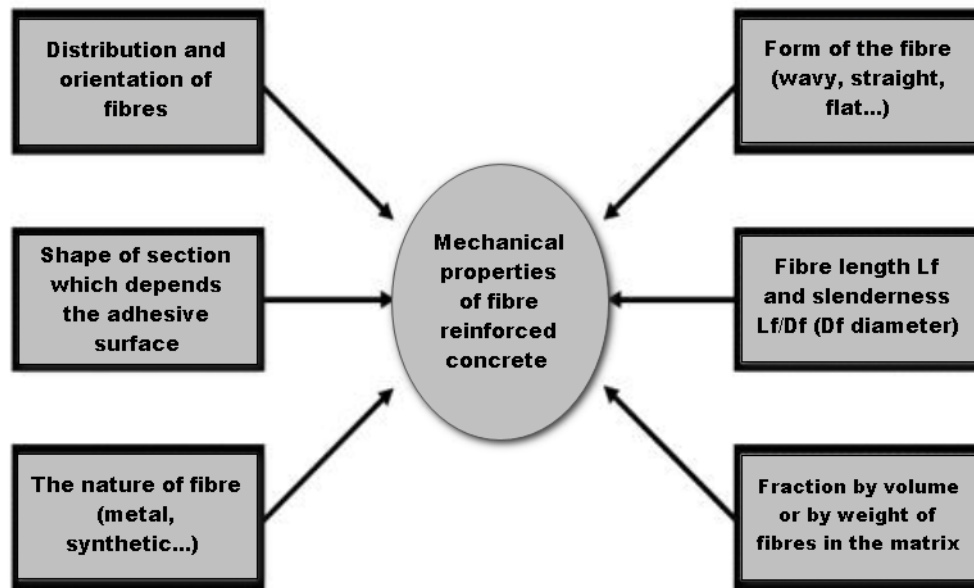 Distribution and
orientation of
fibres
Shape of section
which depends
the adhesive
surface
The nature of fibre
(metal,
synthetic...)
Mechanical
properties
of fibre
reinforced
concrete
Form of the fibre
(wavy, straight,
flat...)
Fibre length Lf
and slenderness
Lf/Df (Df diameter)
Fraction by volume
or by weight of
fibres in the matrix